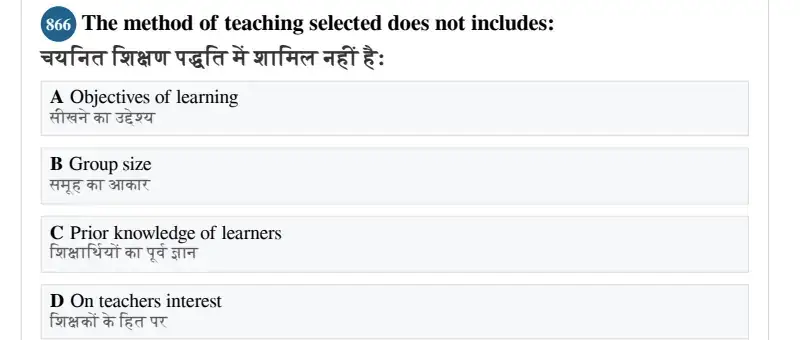 866 The method of teaching selected does not includes:
चयनित शिक्षण पद्धति में शामिल नहीं है:
A Objectives of learning
सीखने का उद्देश्य
B Group size
समूह का आकार
C Prior knowledge of learners
शिक्षार्थियों का पूर्व ज्ञान
D On teachers interest
शिक्षकों के हित पर